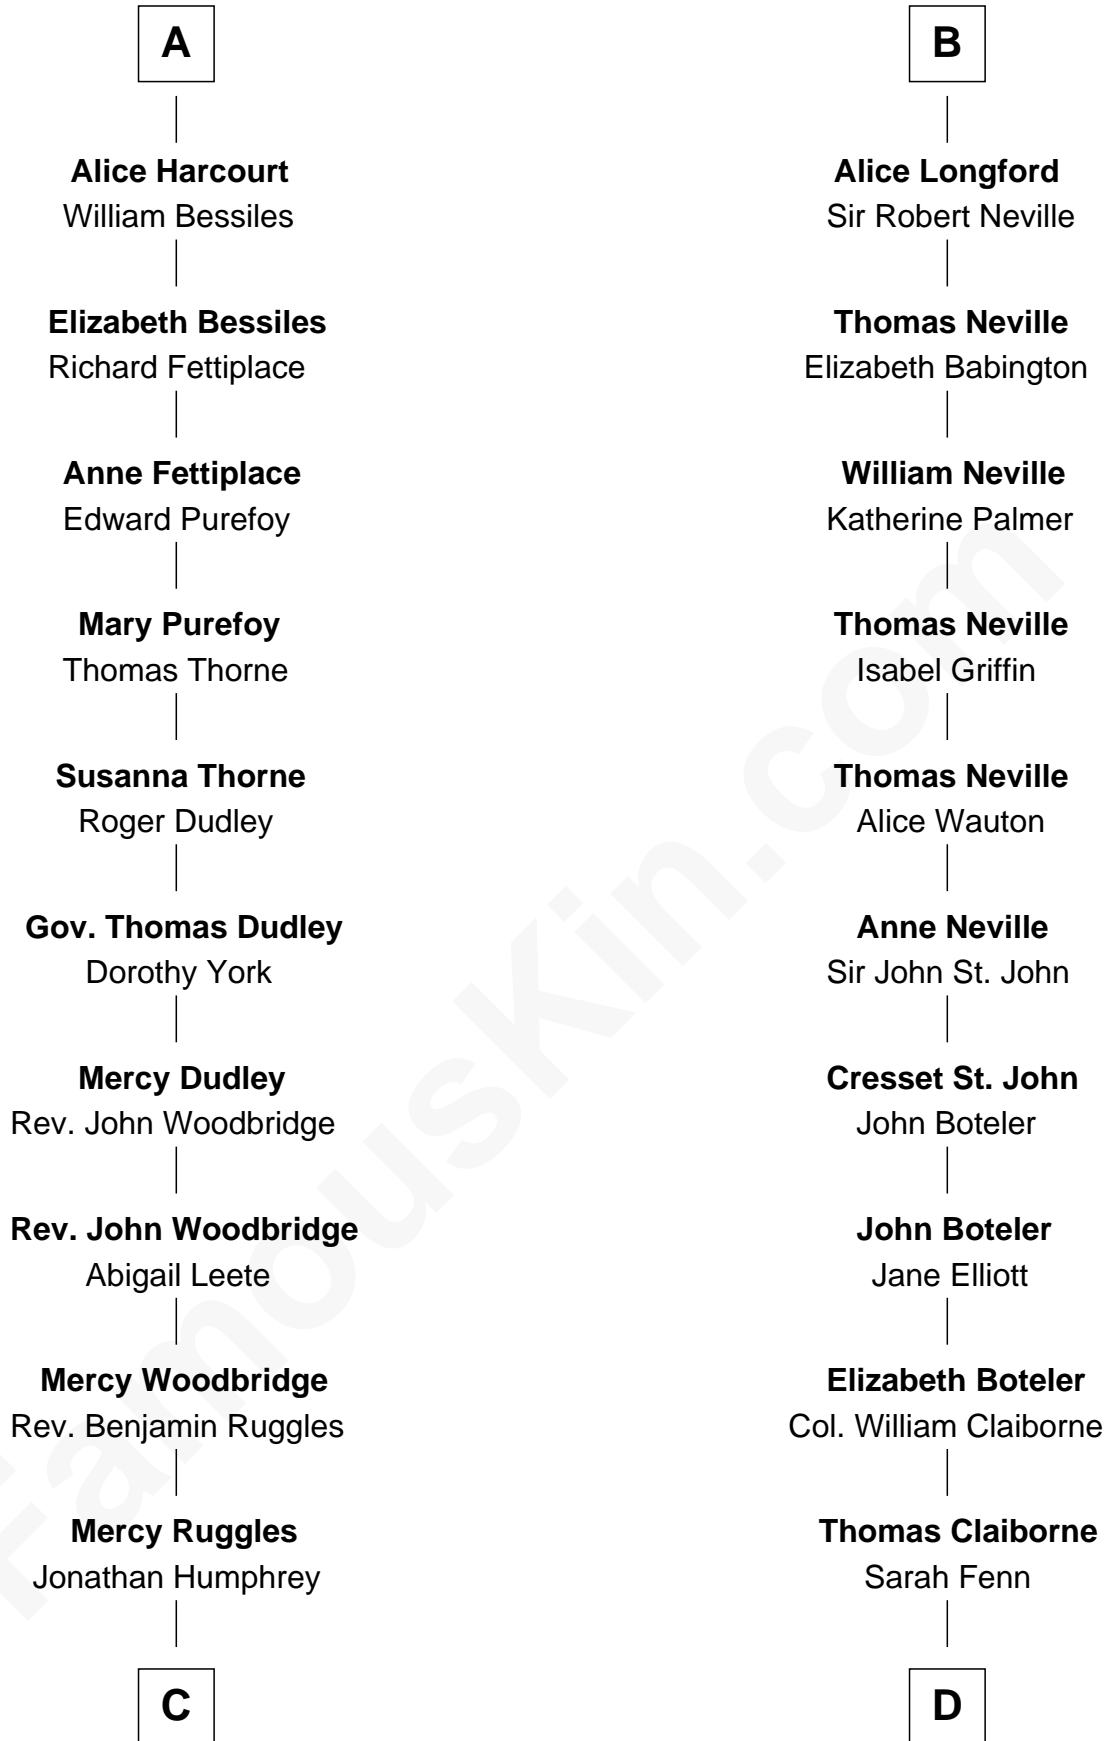 A
Alice Harcourt
William Bessiles
Elizabeth Bessiles
Richard Fettiplace
Anne Fettiplace
Edward Purefoy
Mary Purefoy
Thomas Thorne
Susanna Thorne
Roger Dudley
Gov. Thomas Dudley
Dorothy York
Mercy Dudley
Rev. John Woodbridge
Rev. John Woodbridge
Abigail Leete
Mercy Woodbridge
Rev. Benjamin Ruggles
Mercy Ruggles
Jonathan Humphrey
C
B
Alice Longford
Sir Robert Neville
Thomas Neville
Elizabeth Babington
William Neville
Katherine Palmer
Thomas Neville
Isabel Griffin
Thomas Neville
Alice Wauton
Anne Neville
Sir John St. John
Cresset St. John
John Boteler
John Boteler
Jane Elliott
Elizabeth Boteler
Col. William Claiborne
Thomas Claiborne
Sarah Fenn
D
FamousKin.com